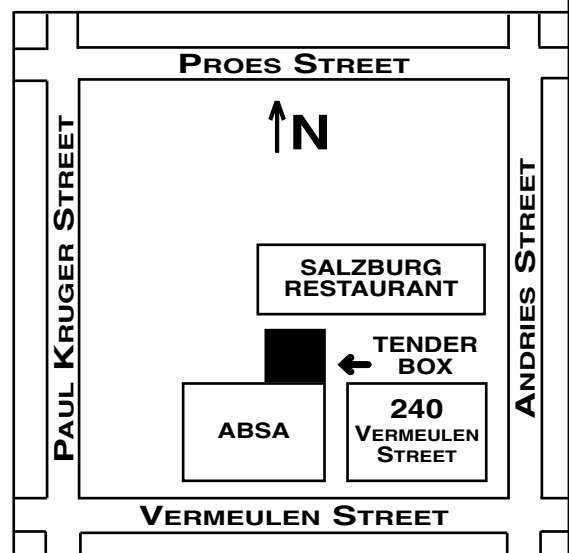 PROES STREET
N
PAUL KRUGER STREET
ANDRIES STREET
SALZBURG
RESTAURANT
TENDER
BOX
ABSA
240
VERMEULEN
STREET
VERMEULEN STREET